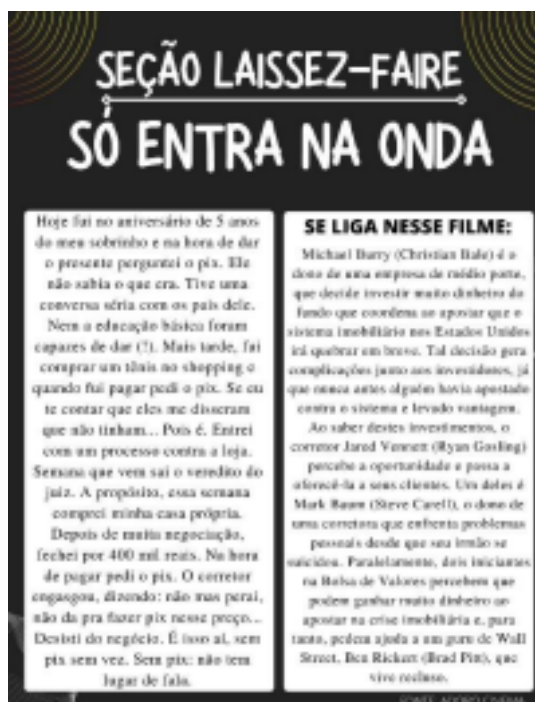 SEÇÃO LAISSEZ-FAIRE
SÓ ENTRA NA ONDA
Hoje fui no aniversário de 5 anos
do meu sobrinho e na hora de dar
o presente perguntei o pix. Ele
não sabia o que era. Tive uma
conversa séria com os pais dele.
Nem a educação básica foram
capazes de dar (!). Mais tarde, fui
comprar um tênis no shopping e
quando fui pagar pedi o pix. Se eu
te contar que eles me disseram
que não tinham... Pois é. Entrei
com um processo contra a loja.
Semana que vem sai o veredito do
juiz. A propósito, essa semana
comprei minha casa própria.
Depois de muita negociação,
fechei por 400 mil reais. Na hora
de pagar pedi o pix. O corretor
engasgou, dizendo: não mas perai,
não da pra fazer pix nesse preço...
Desisti do negócio. É isso aí, sem
pix sem vez. Sem pix: não tem
lugar de fala.
SE LIGA NESSE FILME:
Michael Burry (Christian Bale) é o
dono de uma empresa de médio porte,
que decide investir muito dinheiro do
fundo que coordena ao apostar que o
sistema imobiliário nos Estados Unidos
irá quebrar em breve. Tal decisão gera
complicações junto aos investidores, já
que nunca antes alguém havia apostado
contra o sistema e levado vantagem.
Ao saber destes investimentos, o
corretor Jared Vennett (Ryan Gosling)
percebe a oportunidade e passa a
oferecê-la a seus clientes. Um deles é
Mark Baum (Steve Carell), o dono de
uma corretora que enfrenta problemas
pessoais desde que seu irmão se
suicidou. Paralelamente, dois iniciantes
na Bolsa de Valores percebem que
podem ganhar muito dinheiro ao
apostar na crise imobiliária e, para
tanto, pedem ajuda a um guru de Wall
Street, Ben Rickert (Brad Pitt), que
vive recluso.
FONTE: ADORO CINEMA